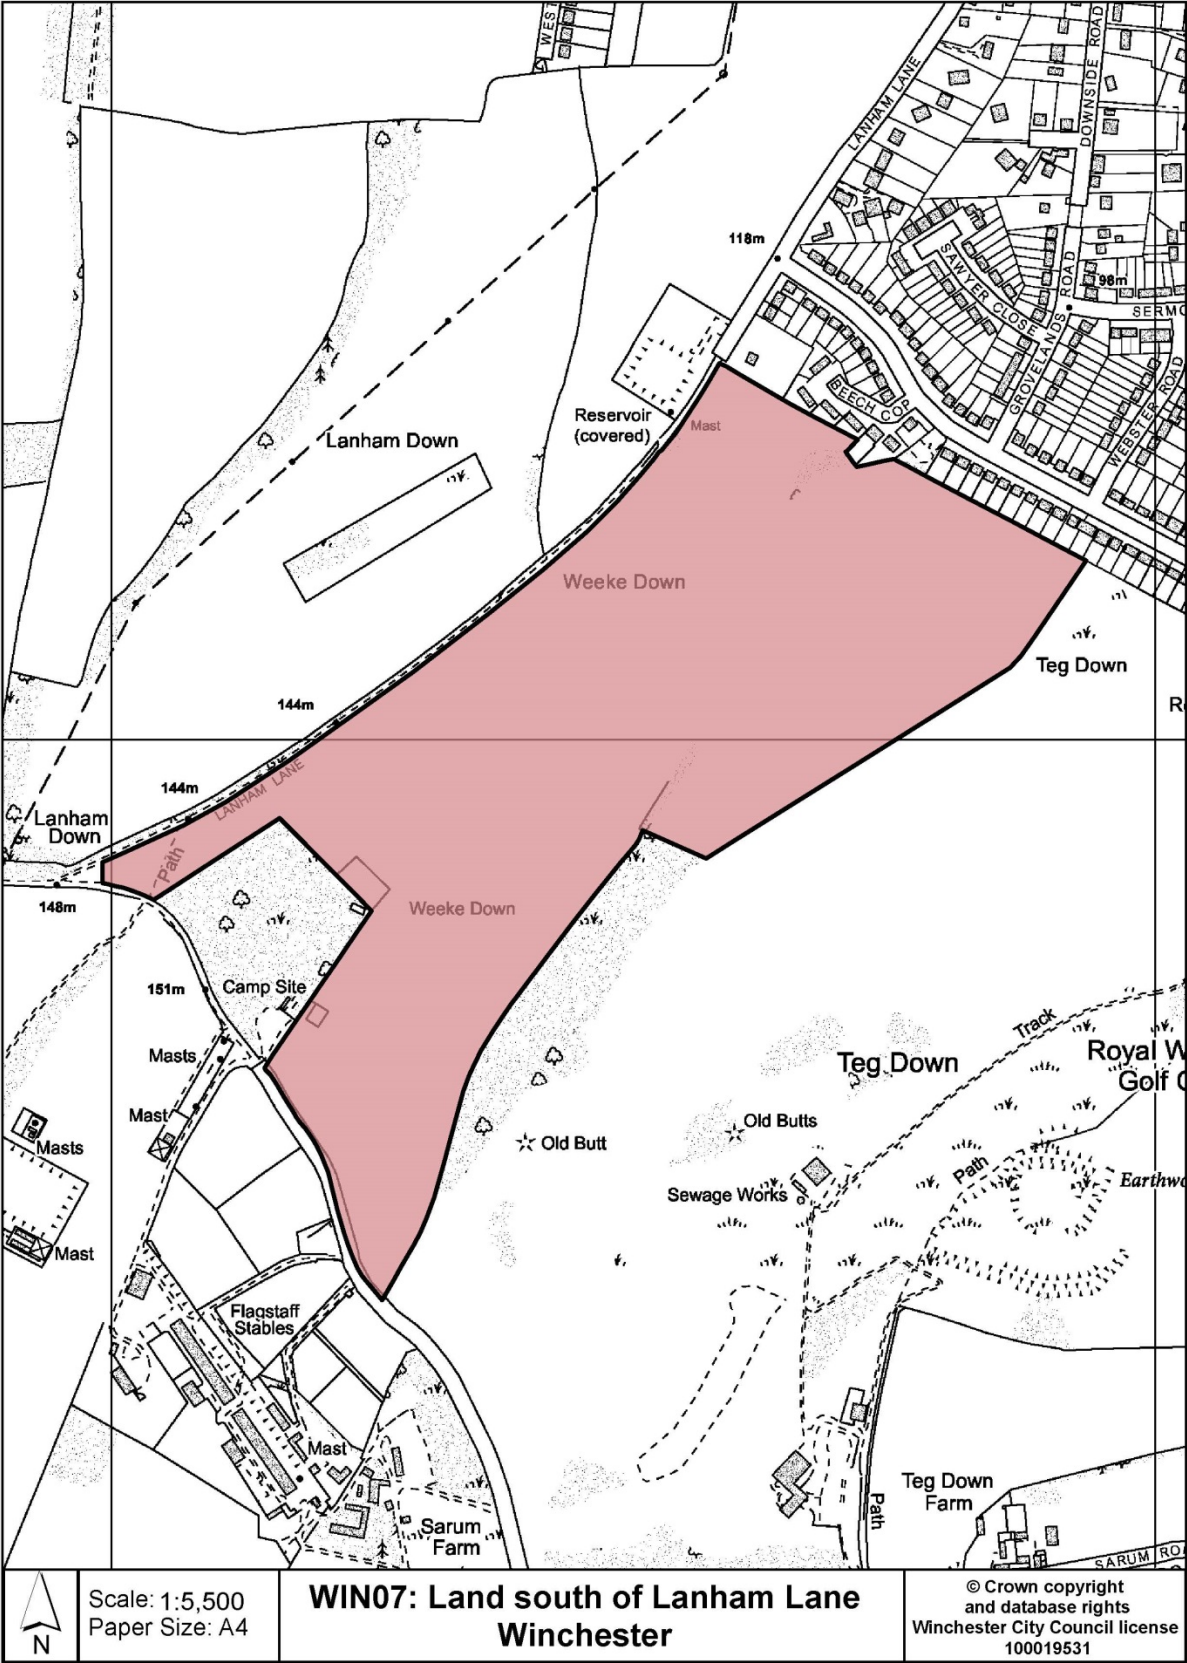 WEST
LANHAM LANE
DOWNSIDE ROAD
118m
SAWYER CLOSE
98m
GROVELANDS ROAD
SERMO
BEECH COP
WEBSTER ROAD
Reservoir
(covered)
Mast
Lanham Down
Weeke Down
Teg Down
R
144m
144m
LANHAM LANE
Lanham
Down
Path
148m
Weeke Down
151m
Camp Site
Masts
Mast
Masts
Mast
Track
Teg Down
Royal W
Golf C
Old Butt
Old Butts
Path
Sewage Works
Earthwo
Flagstaff
Stables
Mast
Sarum
Farm
Path
Teg Down
Farm
SARUM ROA
N
Scale: 1:5,500
Paper Size: A4
WIN07: Land south of Lanham Lane
Winchester
© Crown copyright
and database rights
Winchester City Council license
100019531